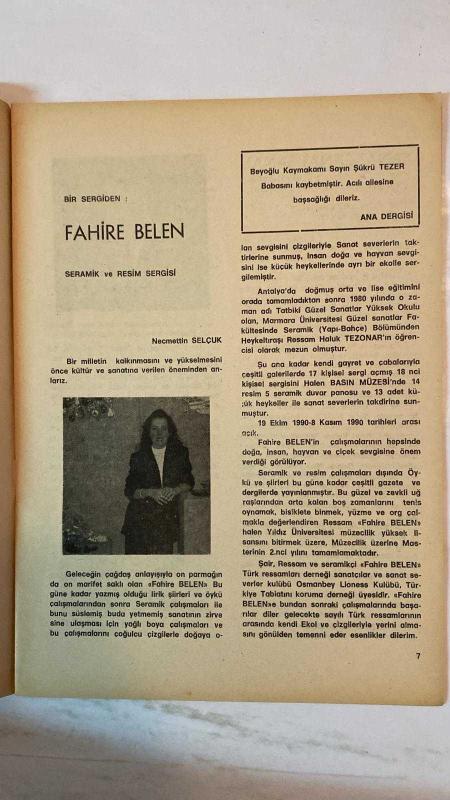 BİR SERGİDEN :
FAHİRE BELEN
SERAMİK ve RESİM SERGİSİ
Necmettin SELÇUK
Bir milletin kalkınmasını ve yükselmesini
önce kültür ve sanatına verilen öneminden an-
larız.
Geleceğin çağdaş anlayışıyla on parmağın
da on marifet saklı olan «Fahire BELEN» Bu
güne kadar yazmış olduğu lirik şiirleri ve öykü
çalışmalarından sonra Seramik çalışmaları ile
bunu süslemiş buda yetmemiş sanatının zirve
sine ulaşması için yoğlı boya çalışmaları ve
bu çalışmalarını çoğulcu çizgilerle doğaya o-
Beyoğlu Kaymakamı Sayın Şükrü TEZER
Babasını kaybetmiştir. Acılı ailesine
başsağlığı dileriz.
ANA DERGİSİ
lan sevgisini çizgileriyle Sanat severlerin tak-
tirlerine sunmuş, insan doğa ve hayvan sevgi-
sini ise küçük heykellerinde ayrı bir ekolle ser-
gilemiştir.
Antalya'da doğmuş orta ve lise eğitimini
orada tamamladıktan sonra 1980 yılında o za-
man adı Tatbiki Güzel Sanatlar Yüksek Okulu
olan, Marmara Üniversitesi Güzel sanatlar Fa-
kültesinde Seramik (Yapı-Bahçe) Bölümünden
Heykeltıraşı Ressam Haluk TEZONAR'ın öğren-
cisi olarak mezun olmuştur.
Şu ana kadar kendi gayret ve çabalarıyla
çeşitli galerilerde 17 kişisel sergi açmış 18 nci
kişisel sergisini Halen BASIN MÜZESİ'nde 14
resim 5 seramik duvar panosu ve 13 adet kü-
çük heykeller ile sanat severlerin takdirine sun-
muştur.
19 Ekim 1990-8 Kasım 1990 tarihleri arası
açık.
Fahire BELEN'in çalışmalarının hepsinde
doğa, insan, hayvan ve çiçek sevgisine önem
verdiği görülüyor.
Seramik ve resim çalışmaları dışında Öy-
kü ve şiirleri bu güne kadar çeşitli gazete ve
dergilerde yayınlanmıştır. Bu güzel ve zevkli uğ
raşlarından arta kalan boş zamanlarını tenis
oynamak, bisiklete binmek, yüzme ve org çal-
makla değerlendiren Ressam «Fahire BELEN»
halen Yıldız Üniversitesi müzecilik yüksek li-
sansını bitirmek üzere, Müzecilik üzerine Mas-
terinin 2.nci yılını tamamlamaktadır.
Şair, Ressam ve seramikçi «Fahire BELEN»
Türk ressamları derneği sanatcılar ve sanat se-
verler kulübü Osmanbey Lioness Kulübü, Tür-
kiye Tabiatını koruma derneği üyesidir. «Fahire
BELEN»e bundan sonraki çalışmalarında başa-
rılar diler gelecekte sayılı Türk ressamlarının
arasında kendi Ekol ve çizgileriyle yerini alma-
sını gönülden temenni eder esenlikler dilerim.
7